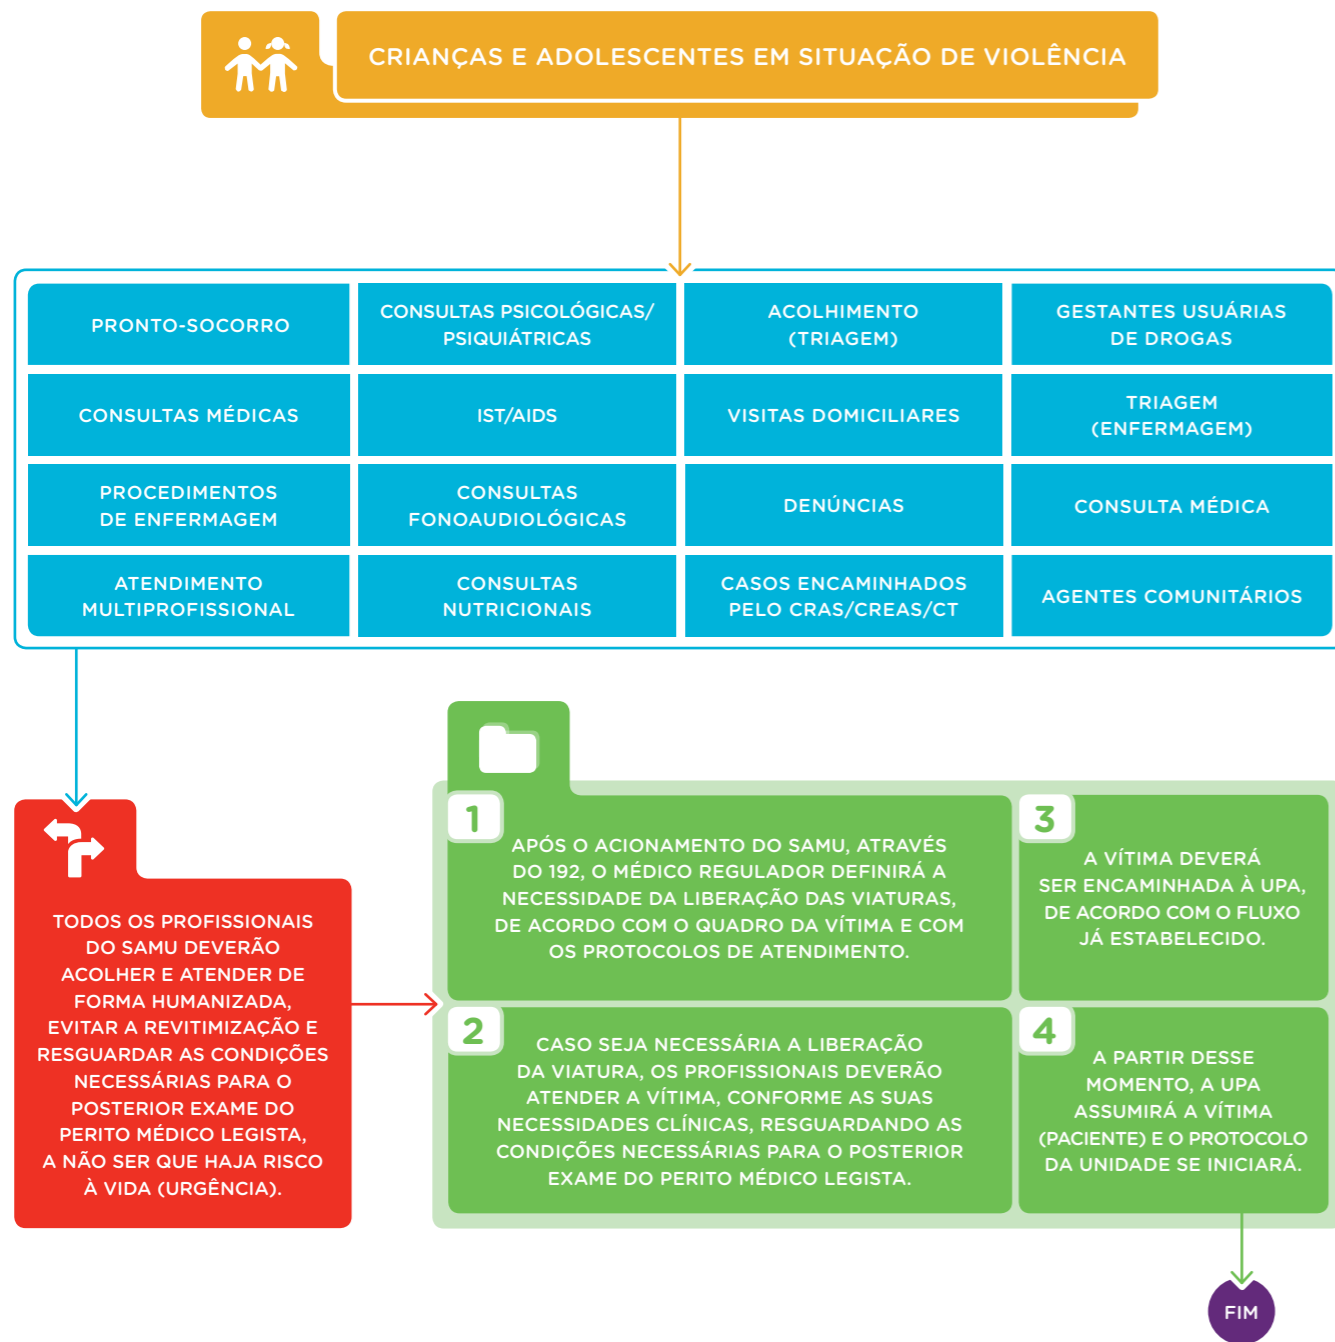 CRIANÇAS E ADOLESCENTES EM SITUAÇÃO DE VIOLÊNCIA
PRONTO-SOCORRO
CONSULTAS PSICOLÓGICAS/
PSIQUIÁTRICAS
ACOLHIMENTO
(TRIAGEM)
GESTANTES USUÁRIAS
DE DROGAS
CONSULTAS MÉDICAS
IST/AIDS
VISITAS DOMICILIARES
TRIAGEM
(ENFERMAGEM)
PROCEDIMENTOS
DE ENFERMAGEM
CONSULTAS
FONOAUDIOLÓGICAS
DENÚNCIAS
CONSULTA MÉDICA
ATENDIMENTO
MULTIPROFISSIONAL
CONSULTAS
NUTRICIONAIS
CASOS ENCAMINHADOS
PELO CRAS/CREAS/CT
AGENTES COMUNITÁRIOS
TODOS OS PROFISSIONAIS
DO SAMU DEVERÃO
ACOLHER E ATENDER DE
FORMA HUMANIZADA,
EVITAR A REVITIMIZAÇÃO E
RESGUARDAR AS CONDIÇÕES
NECESSÁRIAS PARA O
POSTERIOR EXAME DO
PERITO MÉDICO LEGISTA,
A NÃO SER QUE HAJA RISCO
À VIDA (URGÊNCIA).
1
APÓS O ACIONAMENTO DO SAMU, ATRAVÉS
DO 192, O MÉDICO REGULADOR DEFINIRÁ A
NECESSIDADE DA LIBERAÇÃO DAS VIATURAS,
DE ACORDO COM O QUADRO DA VÍTIMA E COM
OS PROTOCOLOS DE ATENDIMENTO.
2
CASO SEJA NECESSÁRIA A LIBERAÇÃO
DA VIATURA, OS PROFISSIONAIS DEVERÃO
ATENDER A VÍTIMA, CONFORME AS SUAS
NECESSIDADES CLÍNICAS, RESGUARDANDO AS
CONDIÇÕES NECESSÁRIAS PARA O POSTERIOR
EXAME DO PERITO MÉDICO LEGISTA.
3
A VÍTIMA DEVERÁ
SER ENCAMINHADA À UPA,
DE ACORDO COM O FLUXO
JÁ ESTABELECIDO.
4
A PARTIR DESSE
MOMENTO, A UPA
ASSUMIRÁ A VÍTIMA
(PACIENTE) E O PROTOCOLO
DA UNIDADE SE INICIARÁ.
FIM